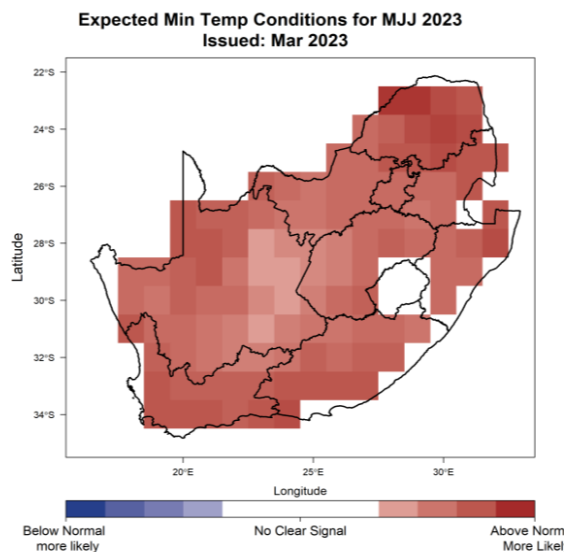 Expected Min Temp Conditions for MJJ 2023
Issued: Mar 2023
22°S
24°S
26°S
28°S
30°S
32°S
34°S
Latitude
20°E
25°E
30°E
Longitude
Below Normal
more likely
No Clear Signal
Above Norm
More Likel